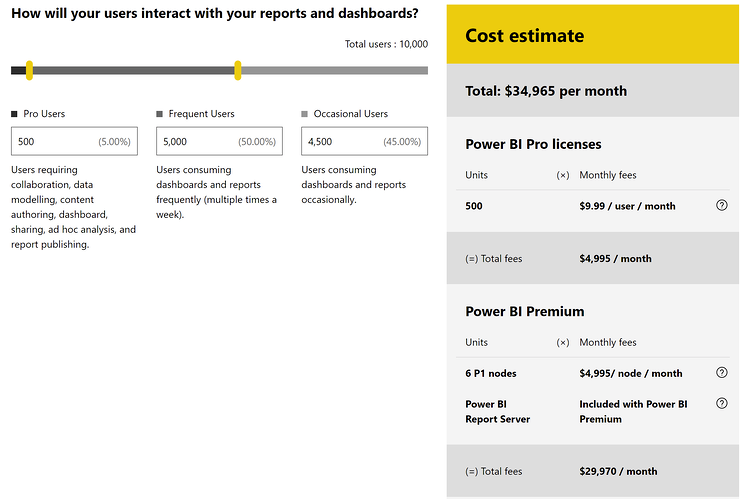 How will your users interact with your reports and dashboards?
Total users : 10,000
Pro Users
500 (5.00%)
Users requiring
collaboration, data
modelling, content
authoring, dashboard,
sharing, ad hoc analysis, and
report publishing.
Frequent Users
5,000 (50.00%)
Users consuming
dashboards and reports
frequently (multiple times a
week).
Occasional Users
4,500 (45.00%)
Users consuming
dashboards and reports
occasionally.
Cost estimate
Total: $34,965 per month
Power BI Pro licenses
Units (×) Monthly fees
500 $9.99 / user / month ?
(=) Total fees $4,995 / month
Power BI Premium
Units (×) Monthly fees
6 P1 nodes $4,995/ node / month ?
Power BI Included with Power BI ?
Report Server Premium
(=) Total fees $29,970 / month